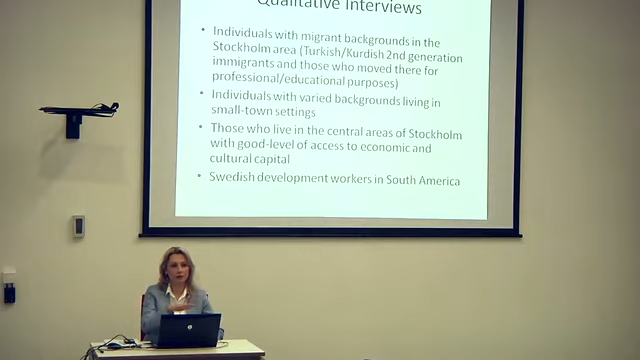 Qualitative Interviews
• Individuals with migrant backgrounds in the
Stockholm area (Turkish/Kurdish 2nd generation
immigrants and those who moved there for
professional/educational purposes)
• Individuals with varied backgrounds living in
small-town settings
• Those who live in the central areas of Stockholm
with good-level of access to economic and
cultural capital
• Swedish development workers in South America